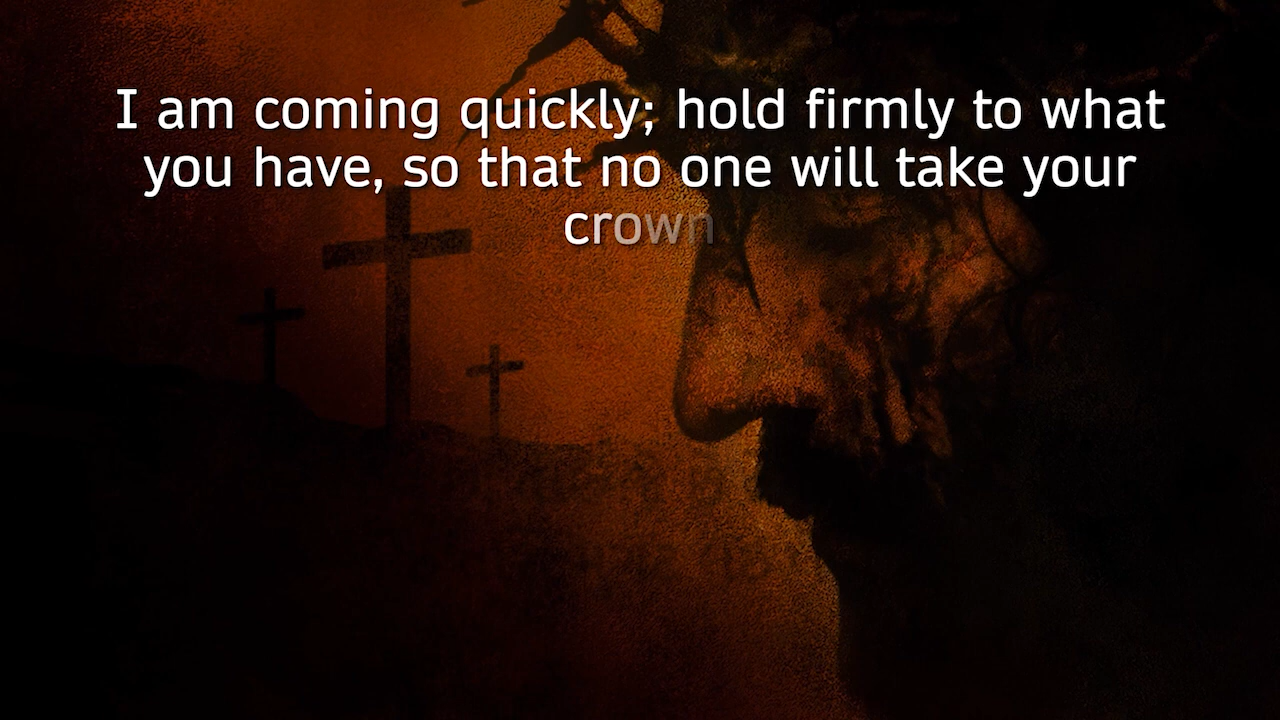 I am coming quickly; hold firmly to what
you have, so that no one will take your
crown